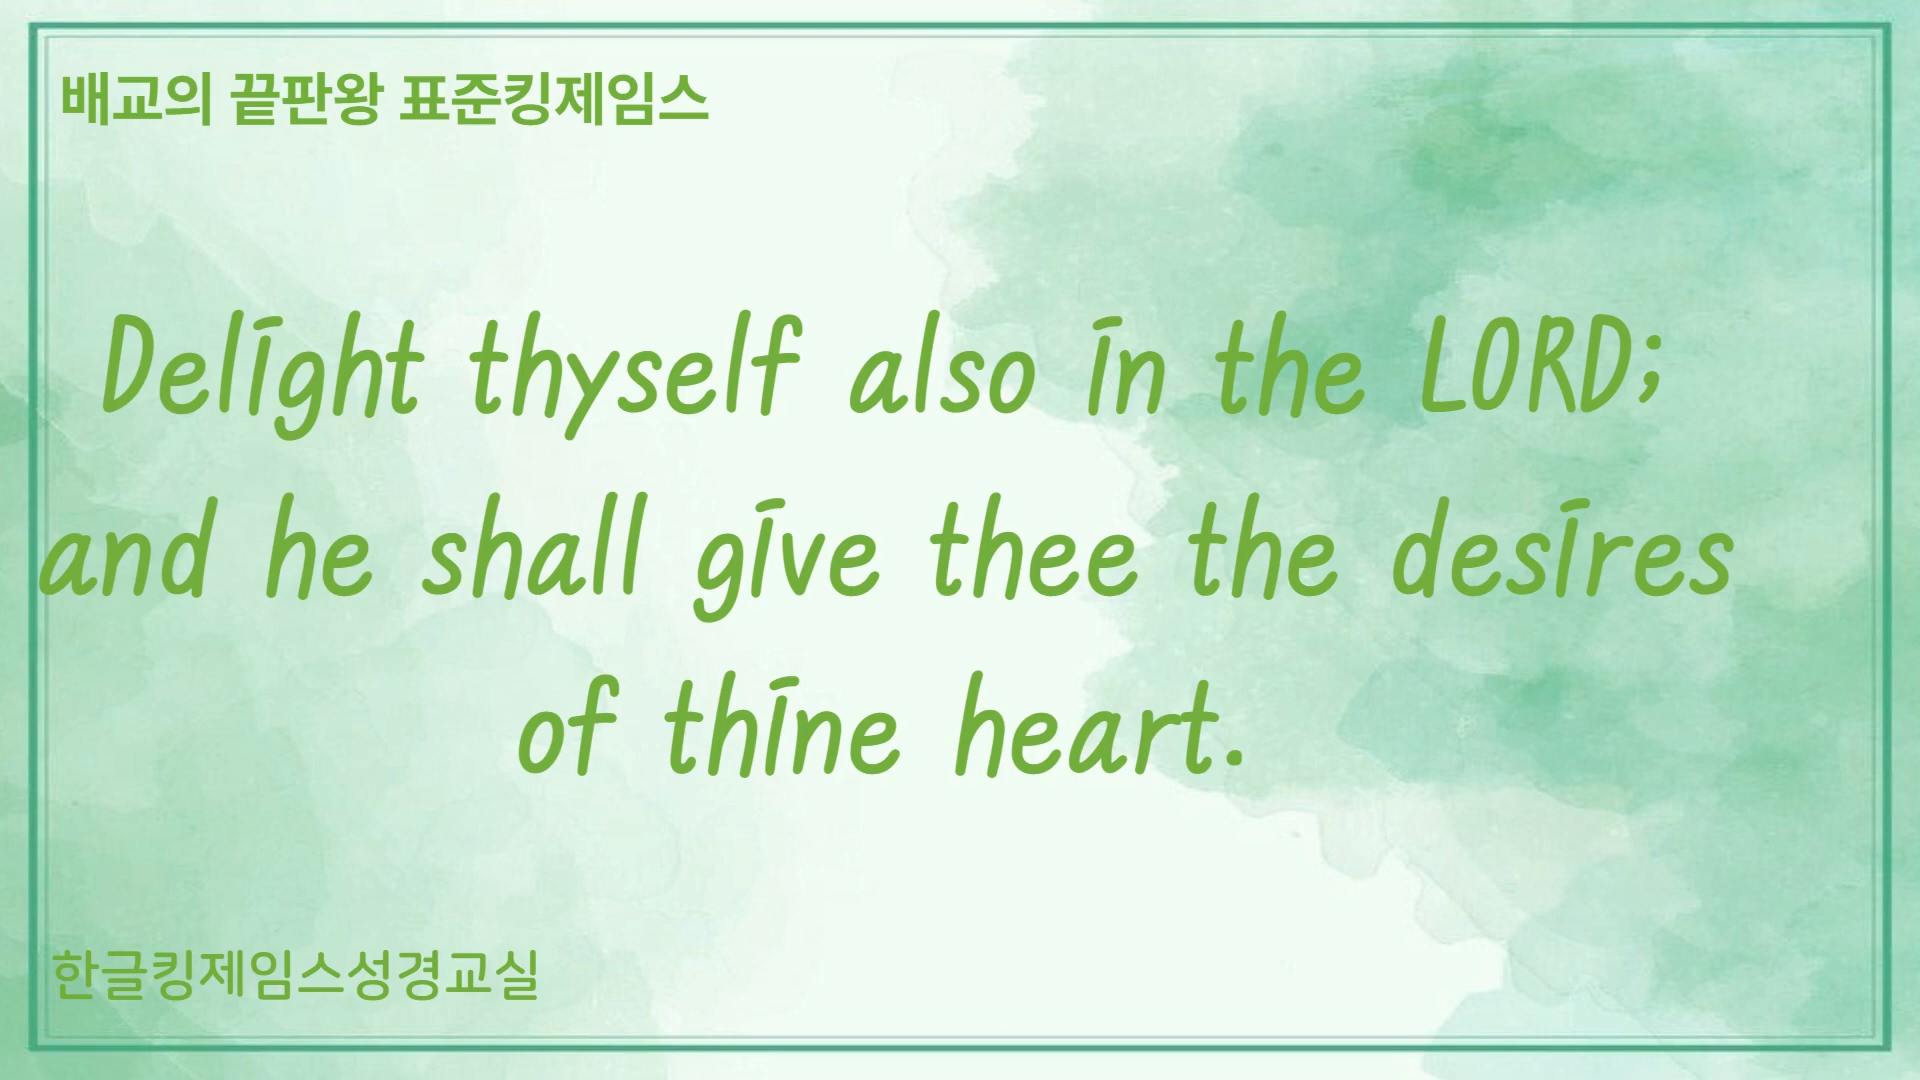 배교의 끝판왕 표준킹제임스
Delight thyself also in the LORD;
and he shall give thee the desires
of thine heart.
한글킹제임스성경교실